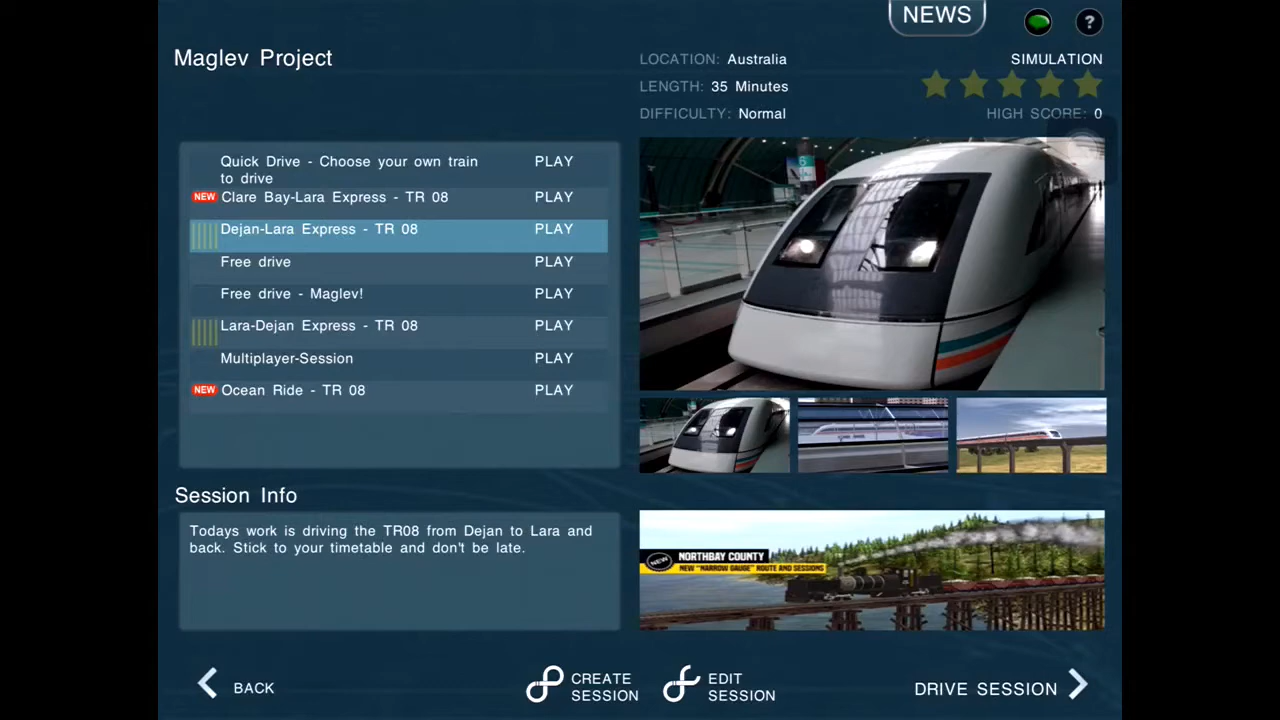 NEWS
?
Maglev Project
LOCATION: Australia
SIMULATION
LENGTH: 35 Minutes
DIFFICULTY: Normal
HIGH SCORE: 0
Quick Drive - Choose your own train
to drive
PLAY
NEW Clare Bay-Lara Express - TR 08 PLAY
Dejan-Lara Express - TR 08 PLAY
Free drive PLAY
Free drive - Maglev! PLAY
Lara-Dejan Express - TR 08 PLAY
Multiplayer-Session PLAY
NEW Ocean Ride - TR 08 PLAY
6
Session Info
Todays work is driving the TR08 from Dejan to Lara and
back. Stick to your timetable and don't be late.
NEW
NORTHBAY COUNTY
NEW "NARROW GAUGE" ROUTE AND SESSIONS
BACK
CREATE
SESSION
EDIT
SESSION
DRIVE SESSION